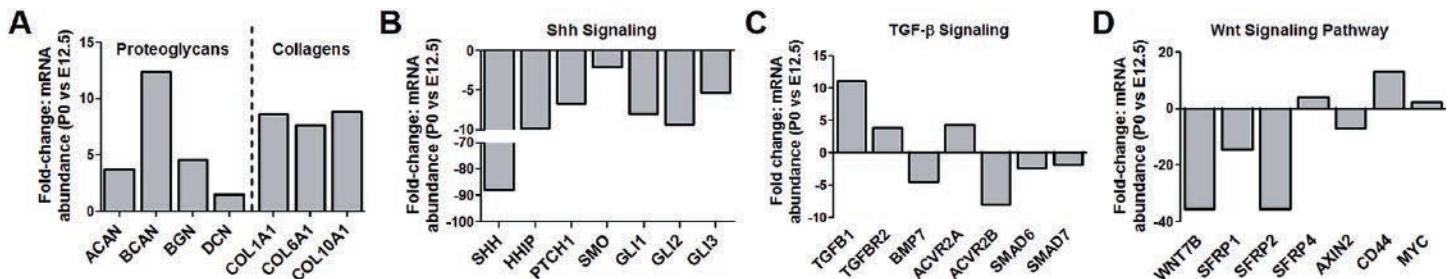 A
Proteoglycans
Collagens
Fold-change: mRNA
abundance (P0 vs E12.5)
15
10
5
0
ACAN
BCAN
BGN
DCN
COL1A1
COL6A1
COL10A1
B
Shh Signaling
Fold-change: mRNA
abundance (P0 vs E12.5)
0
-5
-10
-70
-80
-90
-100
SHH
HHIP
PTCH1
SMO
GLI1
GLI2
GLI3
C
TGF-β Signaling
Fold change: mRNA
abundance (P0 vs E12.5)
15
10
5
0
-5
-10
TGFB1
TGFBR2
BMP7
ACVR2A
ACVR2B
SMAD6
SMAD7
D
Wnt Signaling Pathway
Fold-change: mRNA
abundance (P0 vs E12.5)
20
0
-20
-40
WNT7B
SFRP1
SFRP2
SFRP4
AXIN2
CD44
MYC